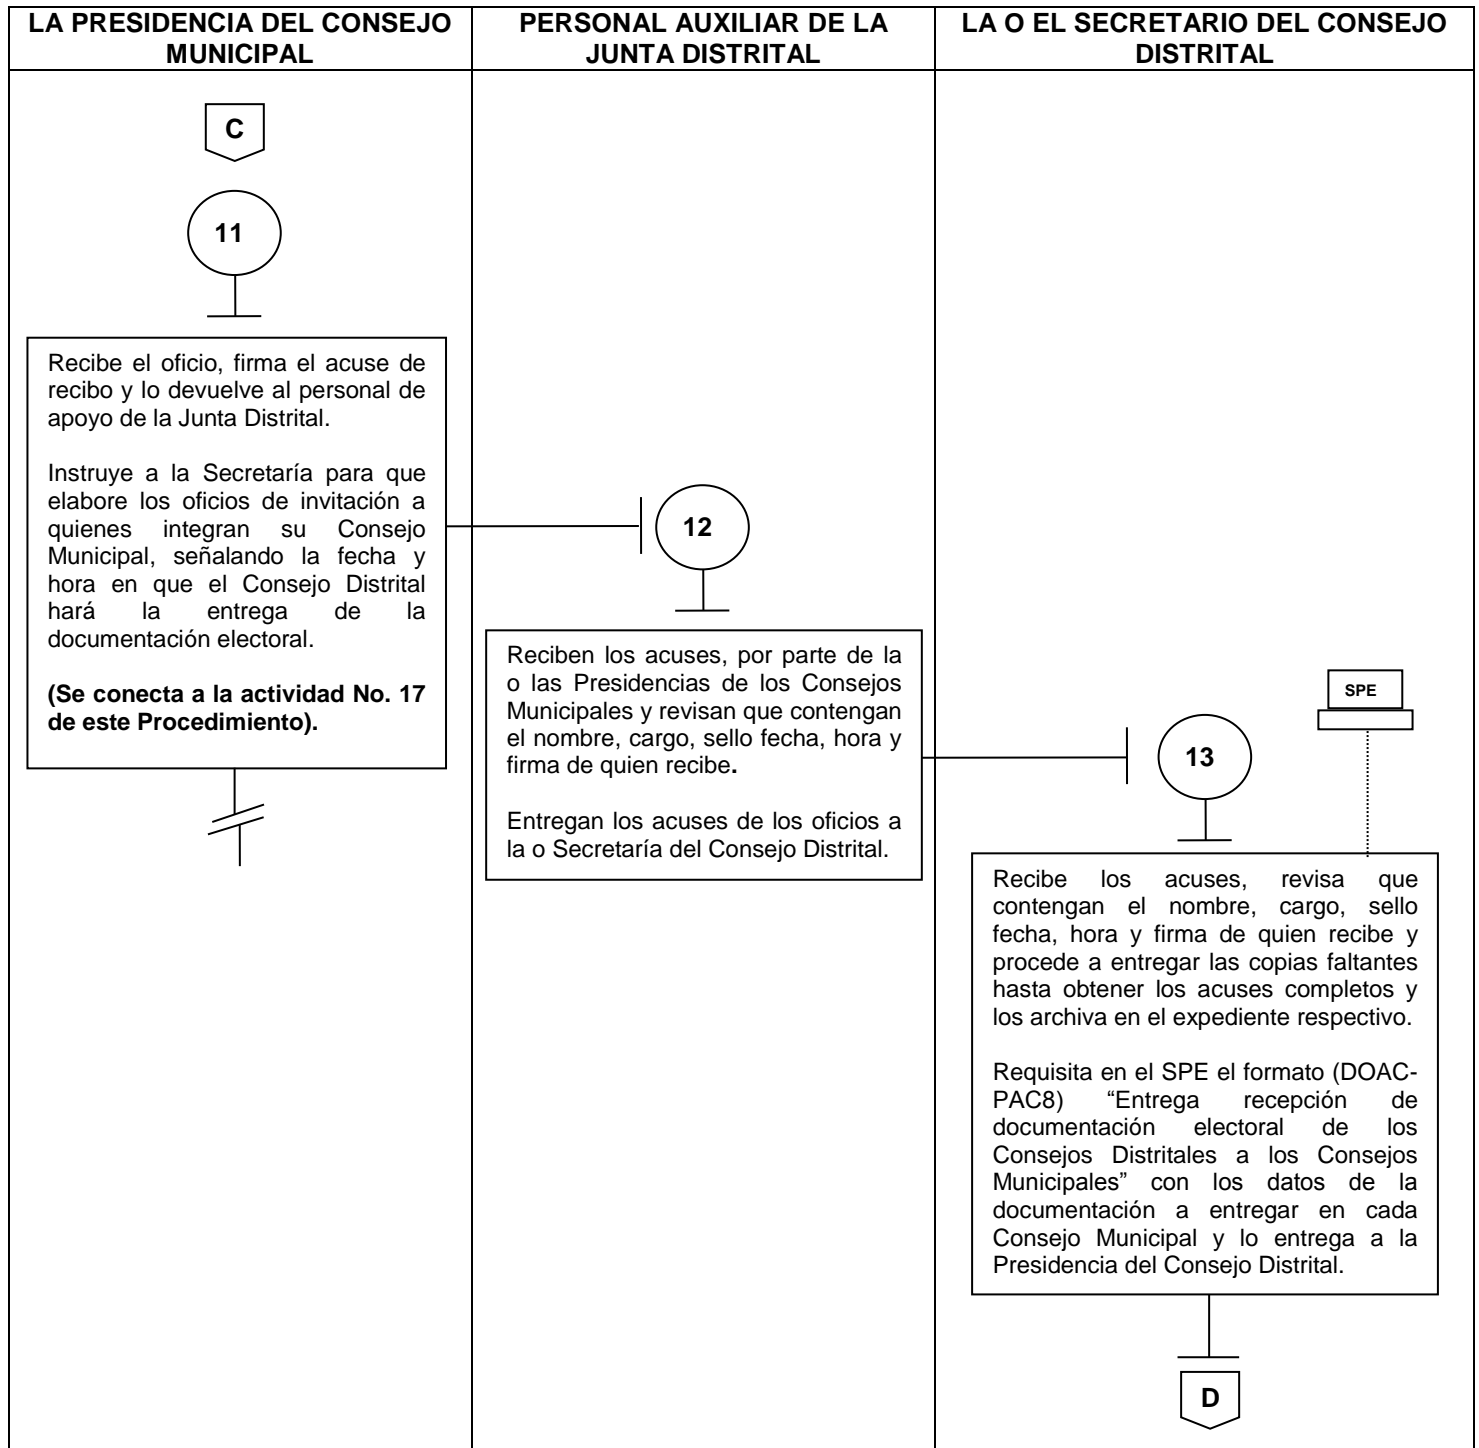 LA PRESIDENCIA DEL CONSEJO
MUNICIPAL
PERSONAL AUXILIAR DE LA
JUNTA DISTRITAL
LA O EL SECRETARIO DEL CONSEJO
DISTRITAL
C
11
Recibe el oficio, firma el acuse de
recibo y lo devuelve al personal de
apoyo de la Junta Distrital.
Instruye a la Secretaría para que
elabore los oficios de invitación a
quienes integran su Consejo
Municipal, señalando la fecha y
hora en que el Consejo Distrital
hará la entrega de la
documentación electoral.
(Se conecta a la actividad No. 17
de este Procedimiento).
12
Reciben los acuses, por parte de la
o las Presidencias de los Consejos
Municipales y revisan que contengan
el nombre, cargo, sello fecha, hora y
firma de quien recibe.
Entregan los acuses de los oficios a
la o Secretaría del Consejo Distrital.
SPE
13
Recibe los acuses, revisa que
contengan el nombre, cargo, sello
fecha, hora y firma de quien recibe y
procede a entregar las copias faltantes
hasta obtener los acuses completos y
los archiva en el expediente respectivo.
Requisita en el SPE el formato (DOAC-
PAC8) “Entrega recepción de
documentación electoral de los
Consejos Distritales a los Consejos
Municipales” con los datos de la
documentación a entregar en cada
Consejo Municipal y lo entrega a la
Presidencia del Consejo Distrital.
D